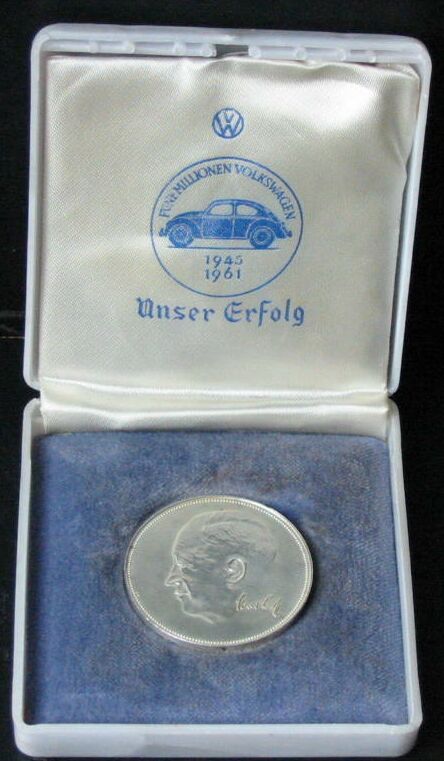 VW
FÜNF MILLIONEN VOLKSWAGEN
1945
1961
Unser Erfolg